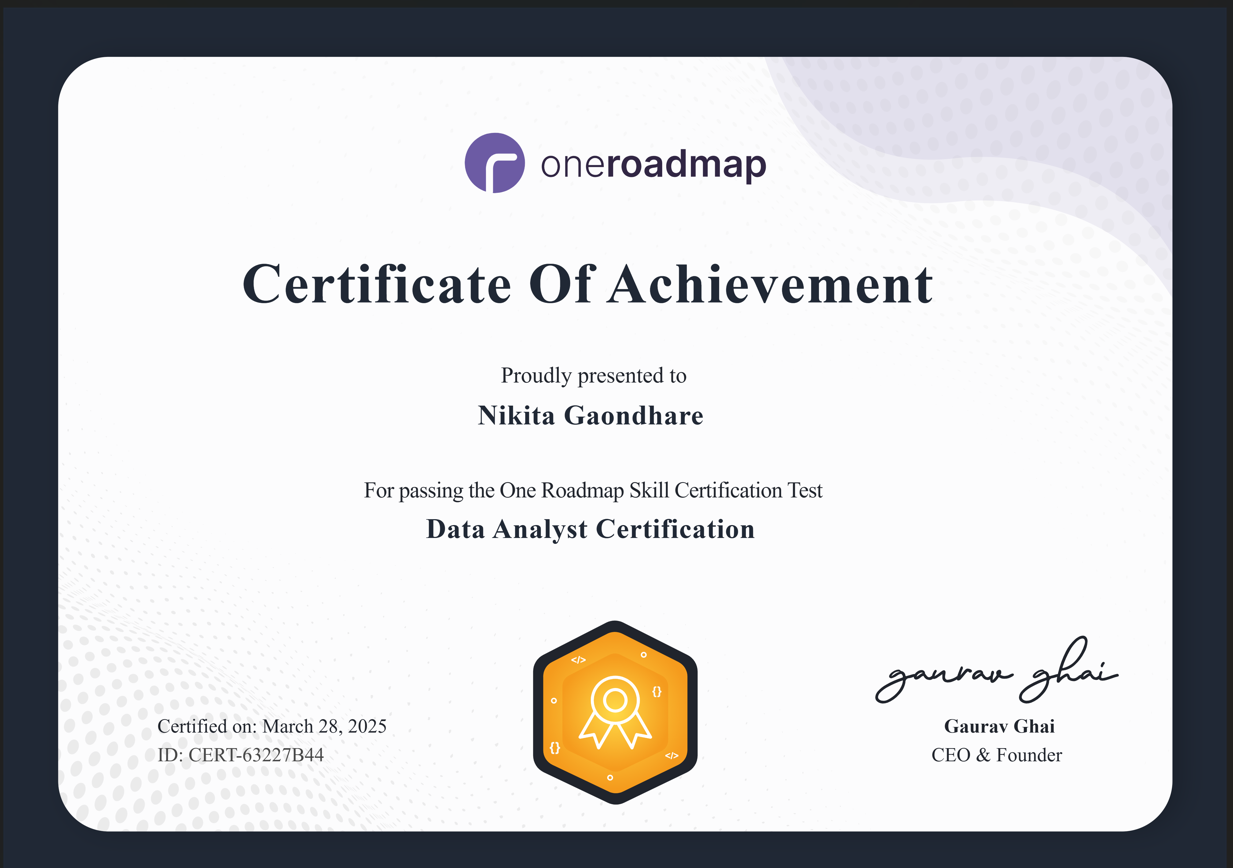 oneroadmap
Certificate Of Achievement
Proudly presented to
Nikita Gaondhare
For passing the One Roadmap Skill Certification Test
Data Analyst Certification
</>
{}
{}
</>
gaurav ghai
Certified on: March 28, 2025
Gaurav Ghai
ID: CERT-63227B44
CEO & Founder